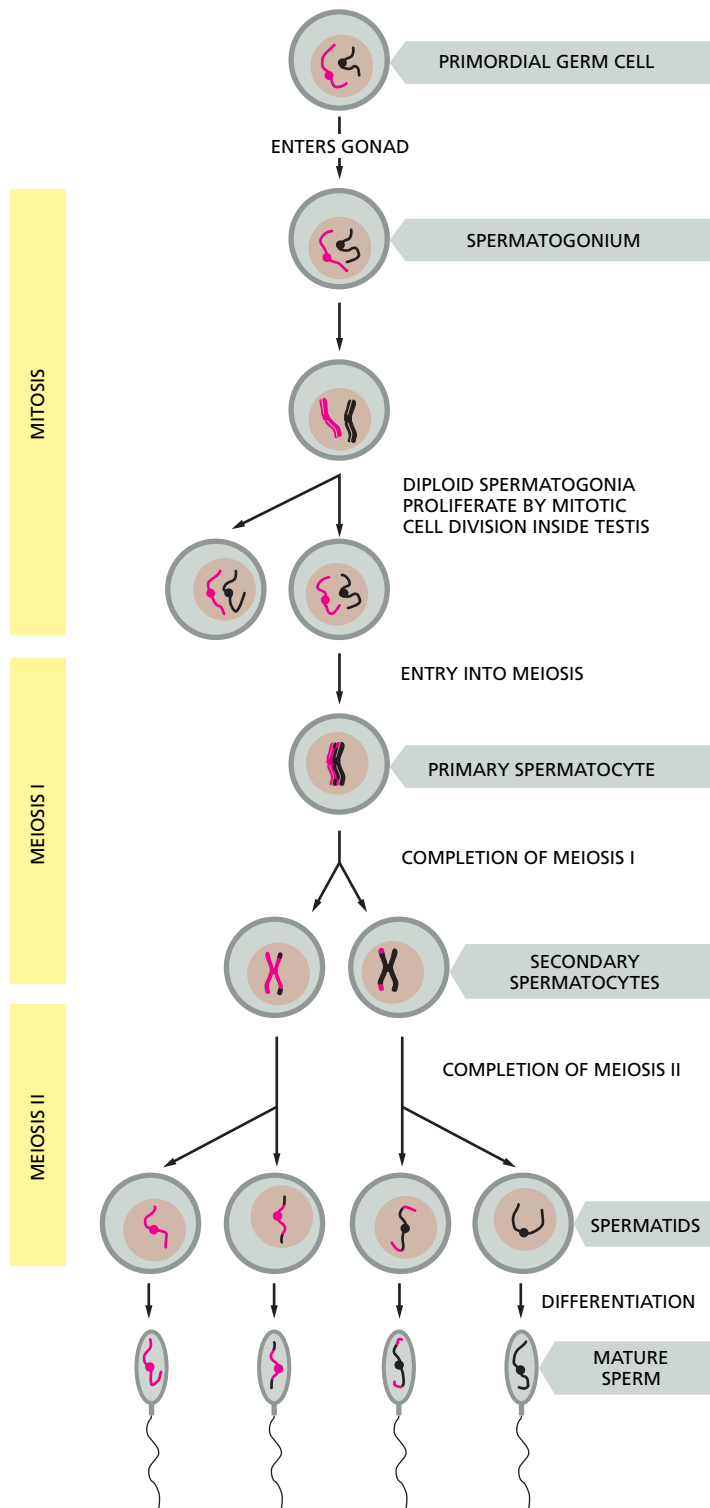 PRIMORDIAL GERM CELL
ENTERS GONAD
SPERMATOGONIUM
MITOSIS
DIPLOID SPERMATOGONIA
PROLIFERATE BY MITOTIC
CELL DIVISION INSIDE TESTIS
ENTRY INTO MEIOSIS
PRIMARY SPERMATOCYTE
MEIOSIS I
COMPLETION OF MEIOSIS I
SECONDARY
SPERMATOCYTES
COMPLETION OF MEIOSIS II
MEIOSIS II
SPERMATIDS
DIFFERENTIATION
MATURE
SPERM